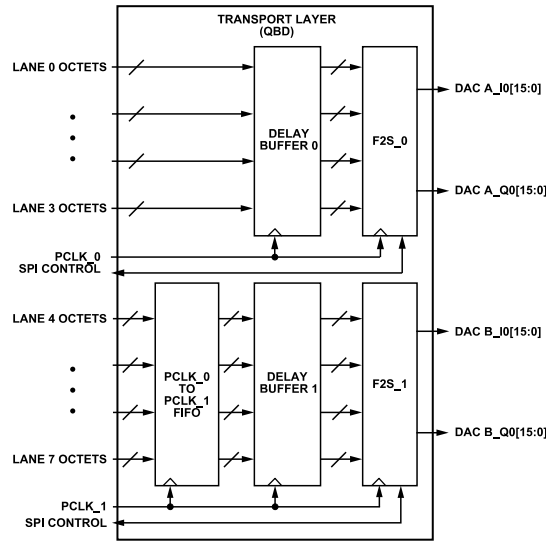 TRANSPORT LAYER
(QBD)
LANE 0 OCTETS
LANE 3 OCTETS
DELAY
BUFFER 0
F2S_0
DAC A_I0[15:0]
DAC A_Q0[15:0]
PCLK_0
SPI CONTROL
LANE 4 OCTETS
LANE 7 OCTETS
PCLK_0
TO
PCLK_1
FIFO
DELAY
BUFFER 1
F2S_1
DAC B_I0[15:0]
DAC B_Q0[15:0]
PCLK_1
SPI CONTROL